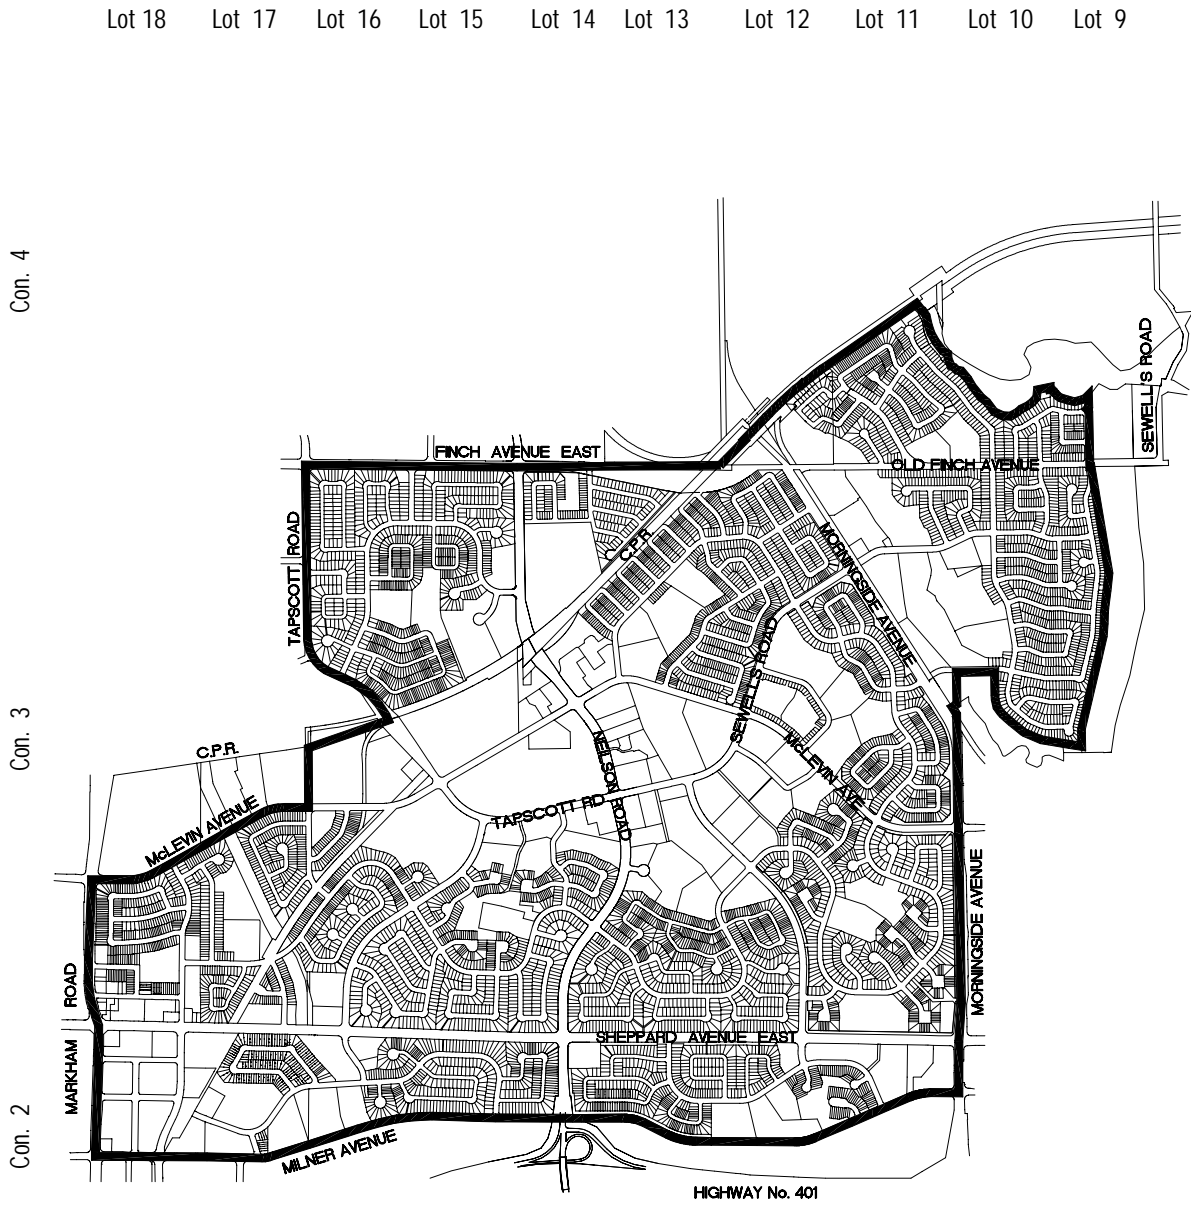 Lot 18 Lot 17 Lot 16 Lot 15 Lot 14 Lot 13 Lot 12 Lot 11 Lot 10 Lot 9
Con. 4
SEWELL'S ROAD
FINCH AVENUE EAST
OLD FINCH AVENUE
TAPSCOTT ROAD
C.P.R.
MORNINGSIDE AVENUE
SEWELLS ROAD
Con. 3
C.P.R.
NEILSON ROAD
McLEVIN AVE
TAPSCOTT RD
McLEVIN AVENUE
MORNINGSIDE AVENUE
MARKHAM ROAD
SHEPPARD AVENUE EAST
Con. 2
MILNER AVENUE
HIGHWAY No. 401